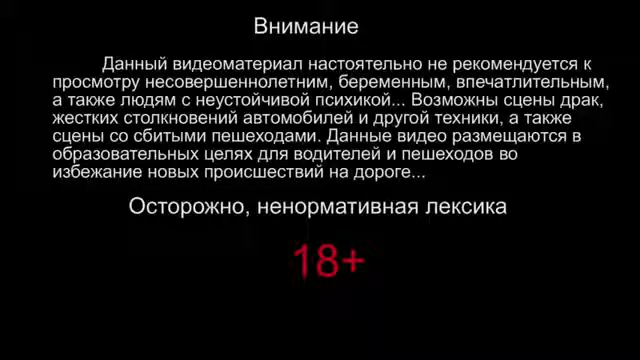 Внимание
Данный видеоматериал настоятельно не рекомендуется к
просмотру несовершеннолетним, беременным, впечатлительным,
а также людям с неустойчивой психикой... Возможны сцены драк,
жестких столкновений автомобилей и другой техники, а также
сцены со сбитыми пешеходами. Данные видео размещаются в
образовательных целях для водителей и пешеходов во
избежание новых происшествий на дороге...
Осторожно, ненормативная лексика
18+